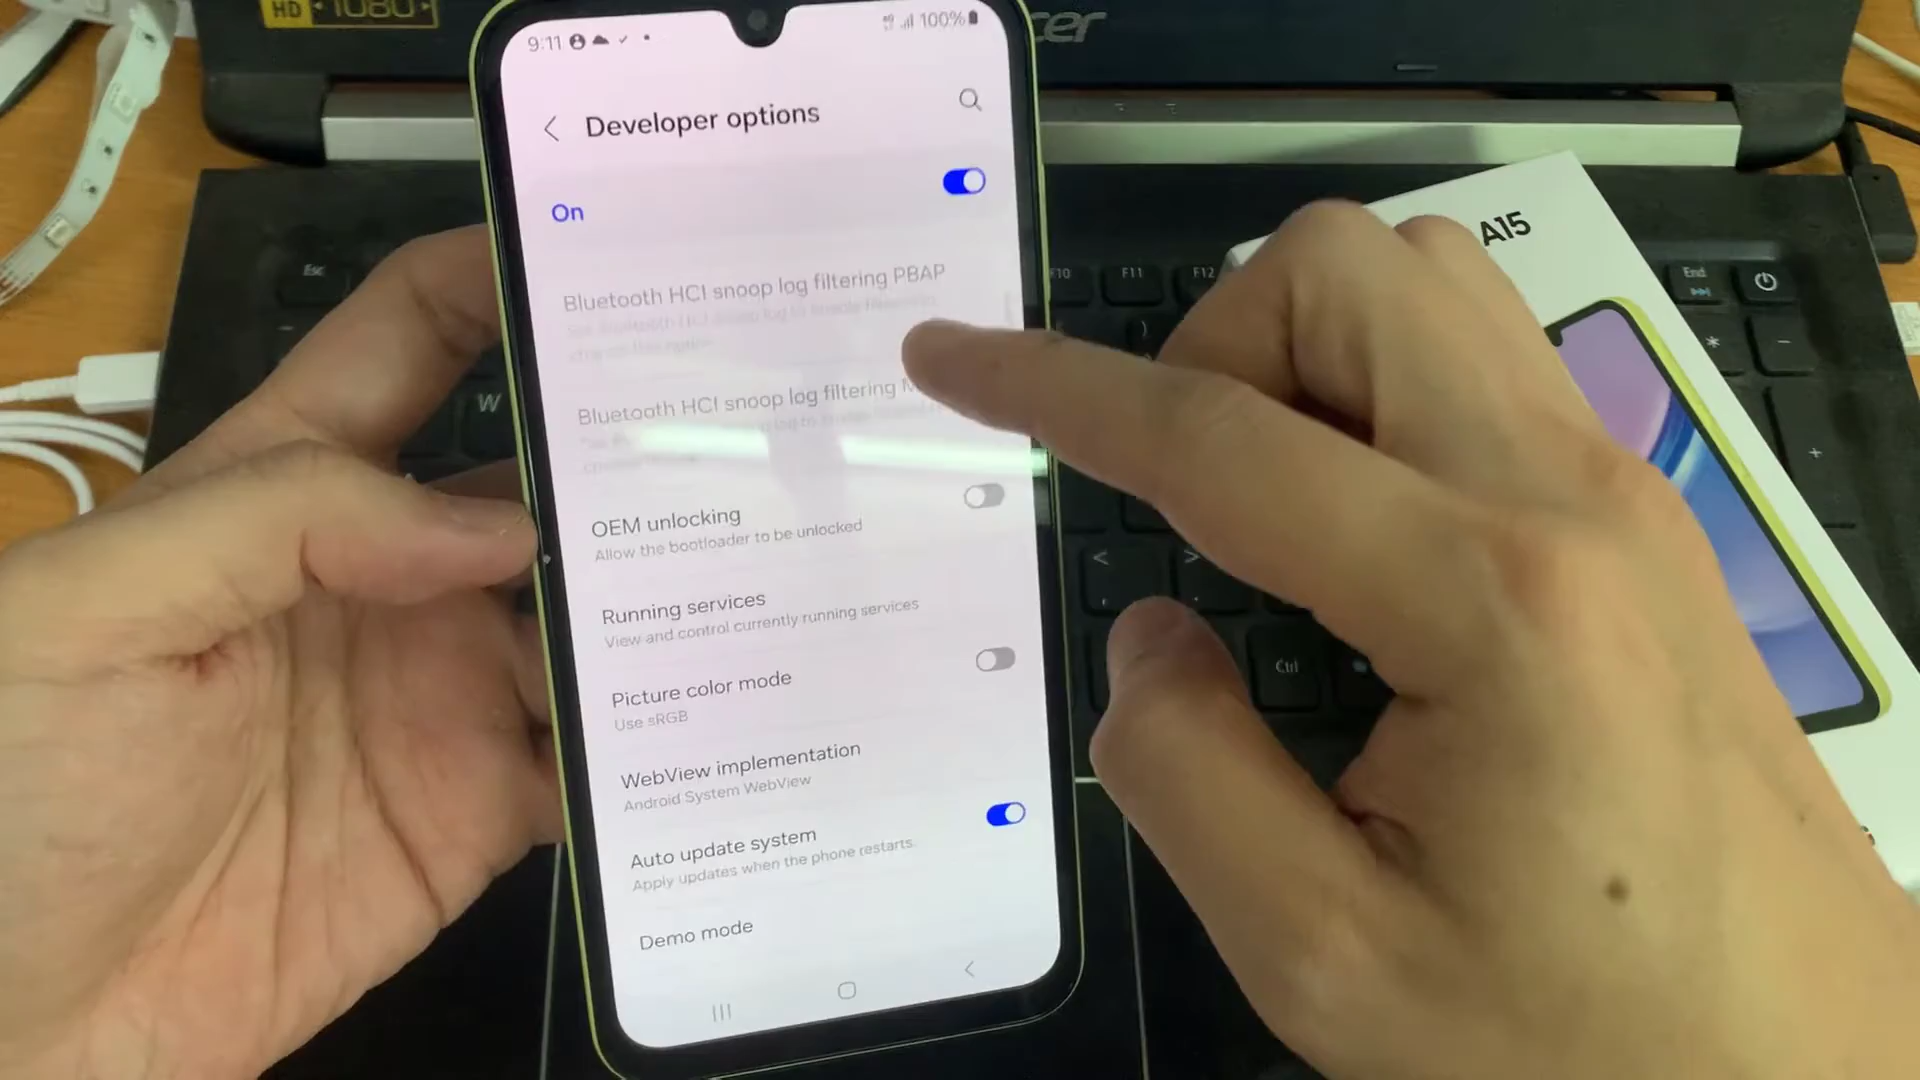 HD 1080
cer
9:11
100%
Developer options
On
Bluetooth HCI snoop log filtering PBAP
Bluetooth HCI snoop log filtering
OEM unlocking
Allow the bootloader to be unlocked
Running services
View and control currently running services
Picture color mode
Use sRGB
WebView implementation
Android System WebView
Auto update system
Apply updates when the phone restarts.
Demo mode
A15
Esc
F10
F11
F12
End
W
Ctrl